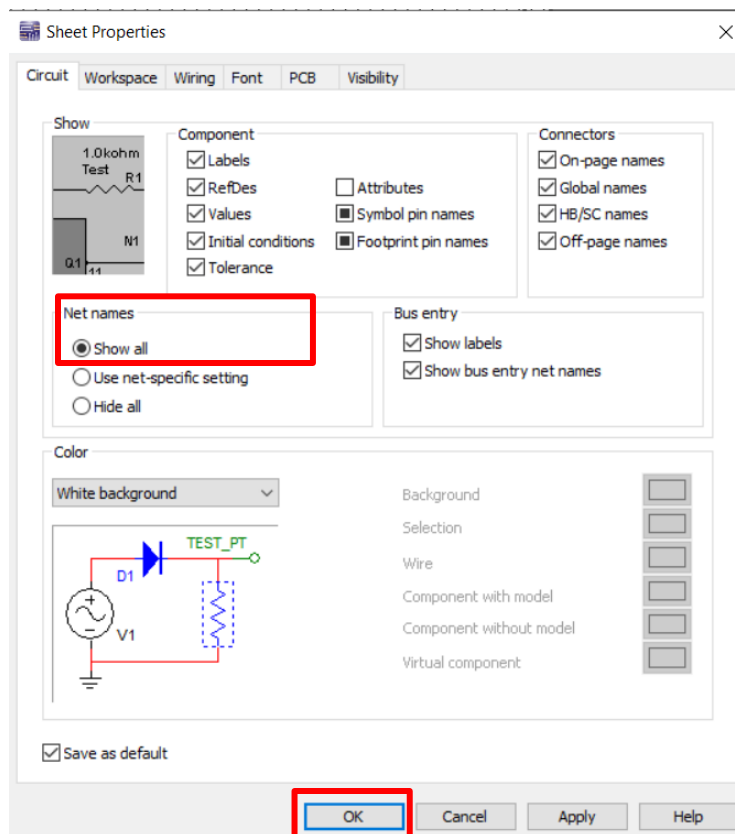 Sheet Properties
Circuit Workspace Wiring Font PCB Visibility
Show
1.0kohm
Test
R1
N1
Q1
11
Component
Labels
RefDes
Values
Initial conditions
Tolerance
Attributes
Symbol pin names
Footprint pin names
Connectors
On-page names
Global names
HB/SC names
Off-page names
Net names
Show all
Use net-specific setting
Hide all
Bus entry
Show labels
Show bus entry net names
Color
White background
TEST_PT
D1
V1
Background
Selection
Wire
Component with model
Component without model
Virtual component
Save as default
OK Cancel Apply Help